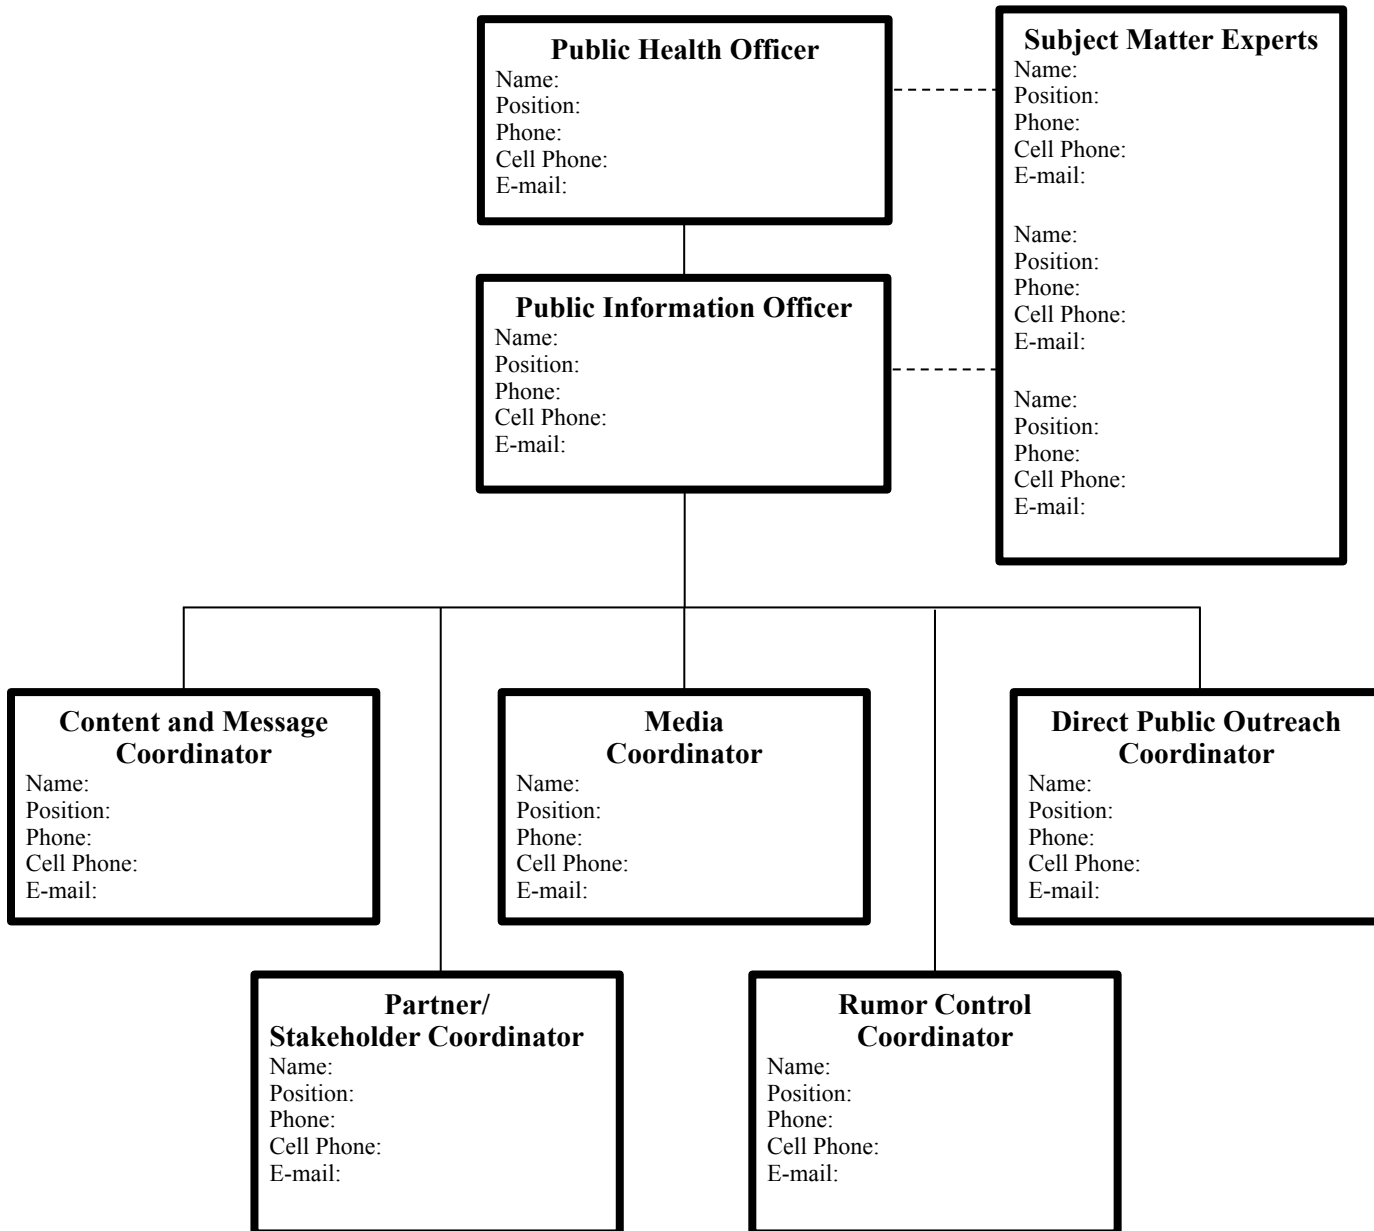 Public Health Officer
Name:
Position:
Phone:
Cell Phone:
E-mail:
Subject Matter Experts
Name:
Position:
Phone:
Cell Phone:
E-mail:
Name:
Position:
Phone:
Cell Phone:
E-mail:
Name:
Position:
Phone:
Cell Phone:
E-mail:
Public Information Officer
Name:
Position:
Phone:
Cell Phone:
E-mail:
Content and Message
Coordinator
Name:
Position:
Phone:
Cell Phone:
E-mail:
Media
Coordinator
Name:
Position:
Phone:
Cell Phone:
E-mail:
Direct Public Outreach
Coordinator
Name:
Position:
Phone:
Cell Phone:
E-mail:
Partner/
Stakeholder Coordinator
Name:
Position:
Phone:
Cell Phone:
E-mail:
Rumor Control
Coordinator
Name:
Position:
Phone:
Cell Phone:
E-mail: